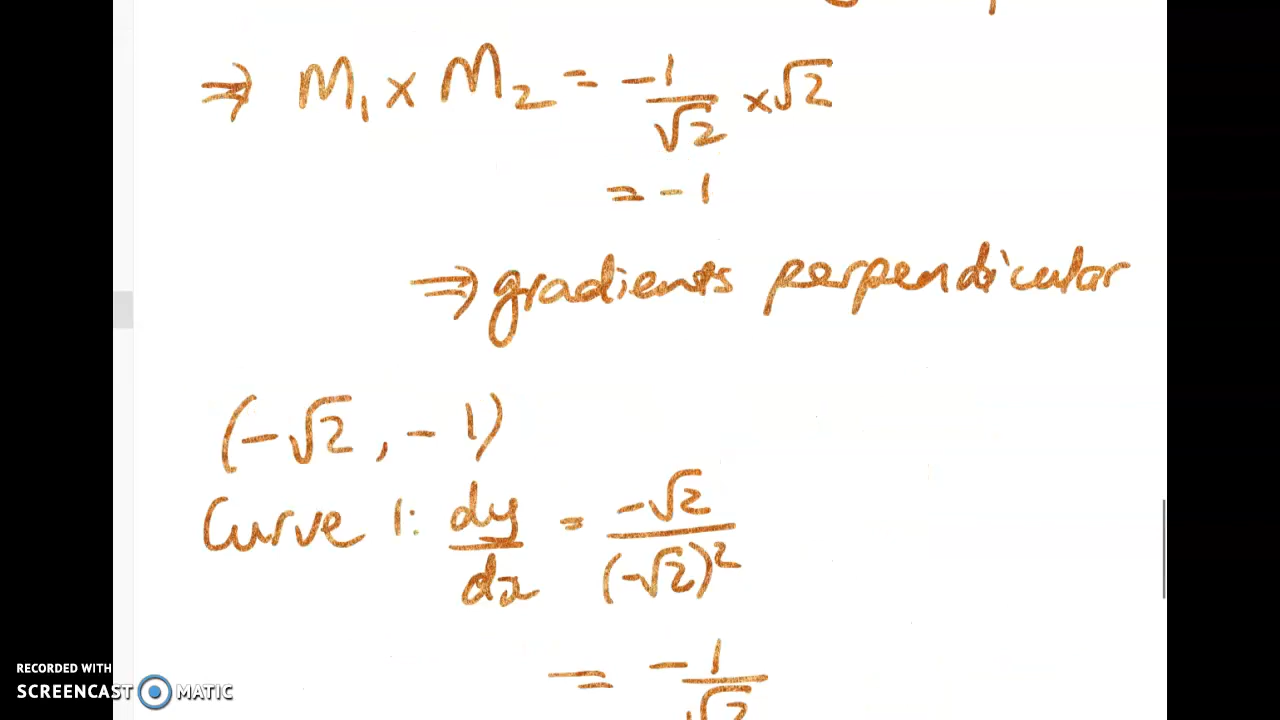 ⇒ M₁ × M₂ = -1/√2 × √2
= -1
⇒ gradients perpendicular
(-√2, -1)
Curve 1: dy/dx = -√2/(-√2)²
= -1/√2
RECORDED WITH
SCREENCAST MATIC